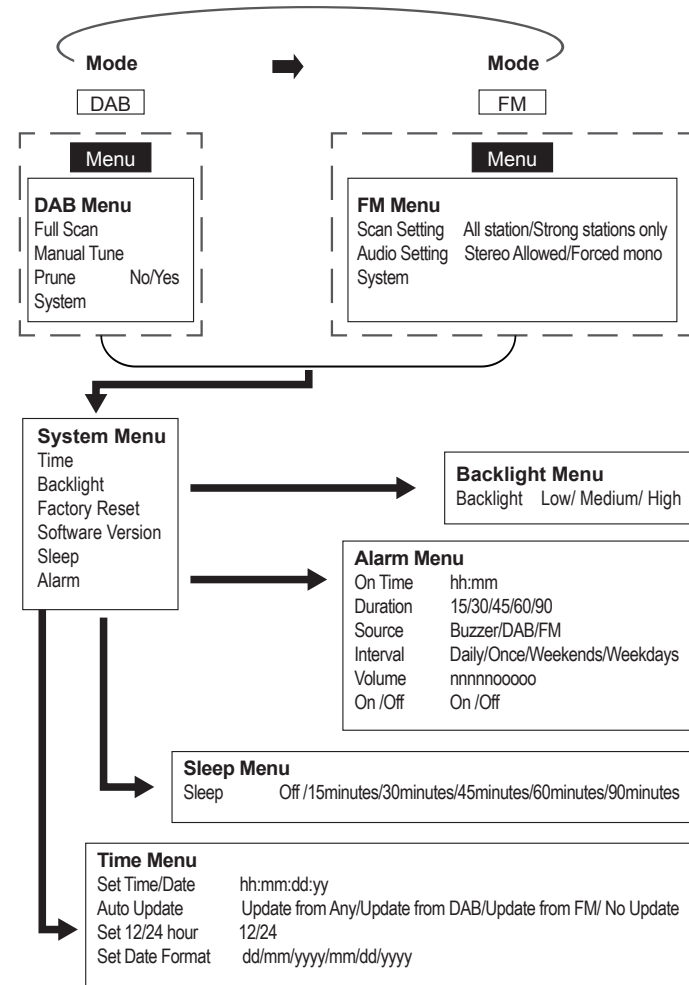 Mode
Mode
DAB
FM
Menu
Menu
DAB Menu
Full Scan
Manual Tune
Prune No/Yes
System
FM Menu
Scan Setting All station/Strong stations only
Audio Setting Stereo Allowed/Forced mono
System
System Menu
Time
Backlight
Factory Reset
Software Version
Sleep
Alarm
Backlight Menu
Backlight Low/ Medium/ High
Alarm Menu
On Time hh:mm
Duration 15/30/45/60/90
Source Buzzer/DAB/FM
Interval Daily/Once/Weekends/Weekdays
Volume nnnnnooooo
On /Off On /Off
Sleep Menu
Sleep Off /15minutes/30minutes/45minutes/60minutes/90minutes
Time Menu
Set Time/Date hh:mm:dd:yy
Auto Update Update from Any/Update from DAB/Update from FM/ No Update
Set 12/24 hour 12/24
Set Date Format dd/mm/yyyy/mm/dd/yyyy